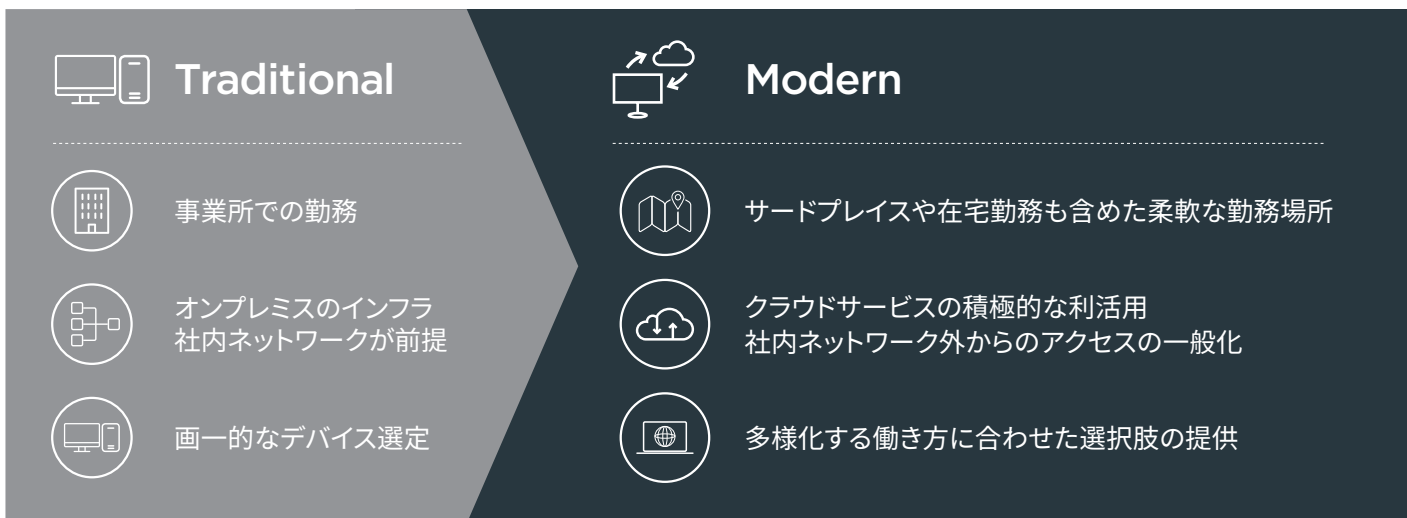 Traditional
事業所での勤務
オンプレミスのインフラ
社内ネットワークが前提
画一的なデバイス選定
Modern
サードプレイスや在宅勤務も含めた柔軟な勤務場所
クラウドサービスの積極的な利活用
社内ネットワーク外からのアクセスの一般化
多様化する働き方に合わせた選択肢の提供